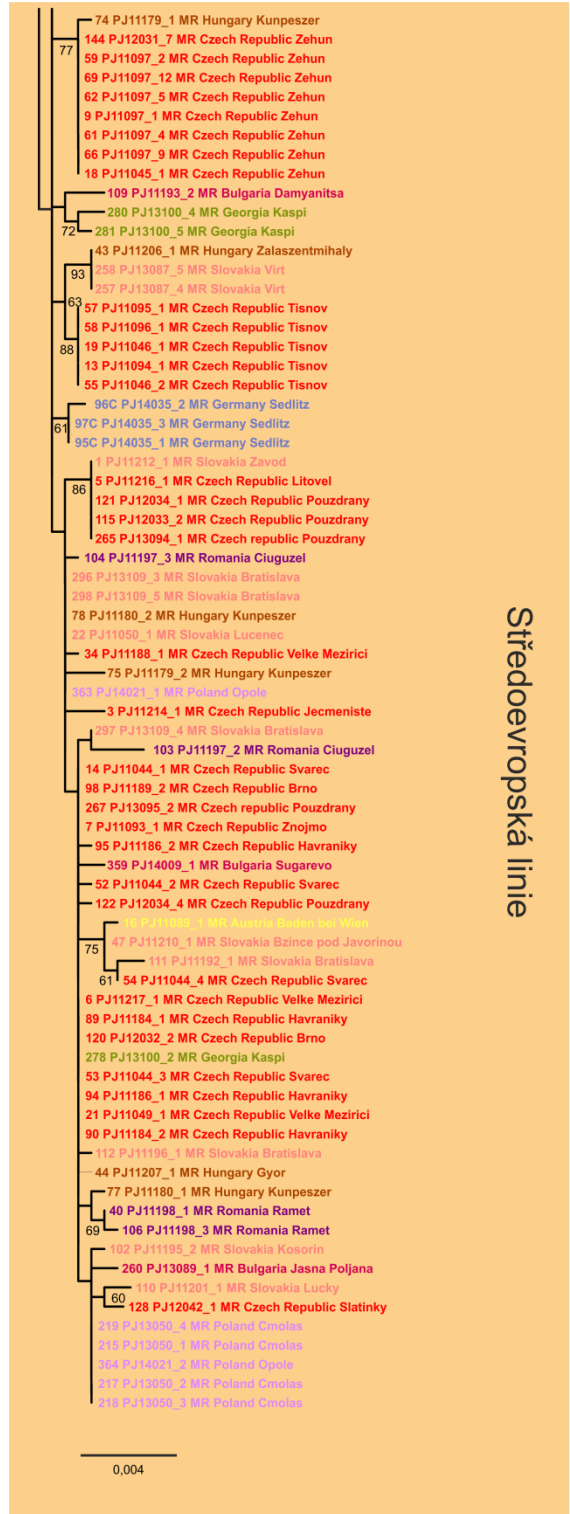 74 PJ11179_1 MR Hungary Kunpeszer
77
144 PJ12031_7 MR Czech Republic Zehun
59 PJ11097_2 MR Czech Republic Zehun
69 PJ11097_12 MR Czech Republic Zehun
62 PJ11097_5 MR Czech Republic Zehun
9 PJ11097_1 MR Czech Republic Zehun
61 PJ11097_4 MR Czech Republic Zehun
66 PJ11097_9 MR Czech Republic Zehun
18 PJ11045_1 MR Czech Republic Zehun
109 PJ11193_2 MR Bulgaria Damyanitsa
280 PJ13100_4 MR Georgia Kaspi
72
281 PJ13100_5 MR Georgia Kaspi
43 PJ11206_1 MR Hungary Zalaszentmihaly
93
258 PJ13087_5 MR Slovakia Virt
257 PJ13087_4 MR Slovakia Virt
63
57 PJ11095_1 MR Czech Republic Tisnov
58 PJ11096_1 MR Czech Republic Tisnov
88
19 PJ11046_1 MR Czech Republic Tisnov
13 PJ11094_1 MR Czech Republic Tisnov
55 PJ11046_2 MR Czech Republic Tisnov
96C PJ14035_2 MR Germany Sedlitz
61
97C PJ14035_3 MR Germany Sedlitz
95C PJ14035_1 MR Germany Sedlitz
1 PJ11212_1 MR Slovakia Zavod
86
5 PJ11216_1 MR Czech Republic Litovel
121 PJ12034_1 MR Czech Republic Pouzdrany
115 PJ12033_2 MR Czech Republic Pouzdrany
265 PJ13094_1 MR Czech republic Pouzdrany
104 PJ11197_3 MR Romania Ciuguzel
296 PJ13109_3 MR Slovakia Bratislava
298 PJ13109_5 MR Slovakia Bratislava
78 PJ11180_2 MR Hungary Kunpeszer
22 PJ11050_1 MR Slovakia Lucenec
34 PJ11188_1 MR Czech Republic Velke Mezirici
75 PJ11179_2 MR Hungary Kunpeszer
363 PJ14021_1 MR Poland Opole
3 PJ11214_1 MR Czech Republic Jecmeniste
297 PJ13109_4 MR Slovakia Bratislava
103 PJ11197_2 MR Romania Ciuguzel
14 PJ11044_1 MR Czech Republic Svarec
98 PJ11189_2 MR Czech Republic Brno
267 PJ13095_2 MR Czech republic Pouzdrany
7 PJ11093_1 MR Czech Republic Znojmo
95 PJ11186_2 MR Czech Republic Havraniky
359 PJ14009_1 MR Bulgaria Sugarevo
52 PJ11044_2 MR Czech Republic Svarec
122 PJ12034_4 MR Czech Republic Pouzdrany
16 PJ11089_1 MR Austria Baden bei Wien
75
47 PJ11210_1 MR Slovakia Bzince pod Javorinou
111 PJ11192_1 MR Slovakia Bratislava
61
54 PJ11044_4 MR Czech Republic Svarec
6 PJ11217_1 MR Czech Republic Velke Mezirici
89 PJ11184_1 MR Czech Republic Havraniky
120 PJ12032_2 MR Czech Republic Brno
278 PJ13100_2 MR Georgia Kaspi
53 PJ11044_3 MR Czech Republic Svarec
94 PJ11186_1 MR Czech Republic Havraniky
21 PJ11049_1 MR Czech Republic Velke Mezirici
90 PJ11184_2 MR Czech Republic Havraniky
112 PJ11196_1 MR Slovakia Bratislava
44 PJ11207_1 MR Hungary Gyor
77 PJ11180_1 MR Hungary Kunpeszer
40 PJ11198_1 MR Romania Ramet
69
106 PJ11198_3 MR Romania Ramet
102 PJ11195_2 MR Slovakia Kosorin
260 PJ13089_1 MR Bulgaria Jasna Poljana
110 PJ11201_1 MR Slovakia Lucky
60
128 PJ12042_1 MR Czech Republic Slatinky
219 PJ13050_4 MR Poland Cmolas
215 PJ13050_1 MR Poland Cmolas
364 PJ14021_2 MR Poland Opole
217 PJ13050_2 MR Poland Cmolas
218 PJ13050_3 MR Poland Cmolas
0,004
Středoevropská linie